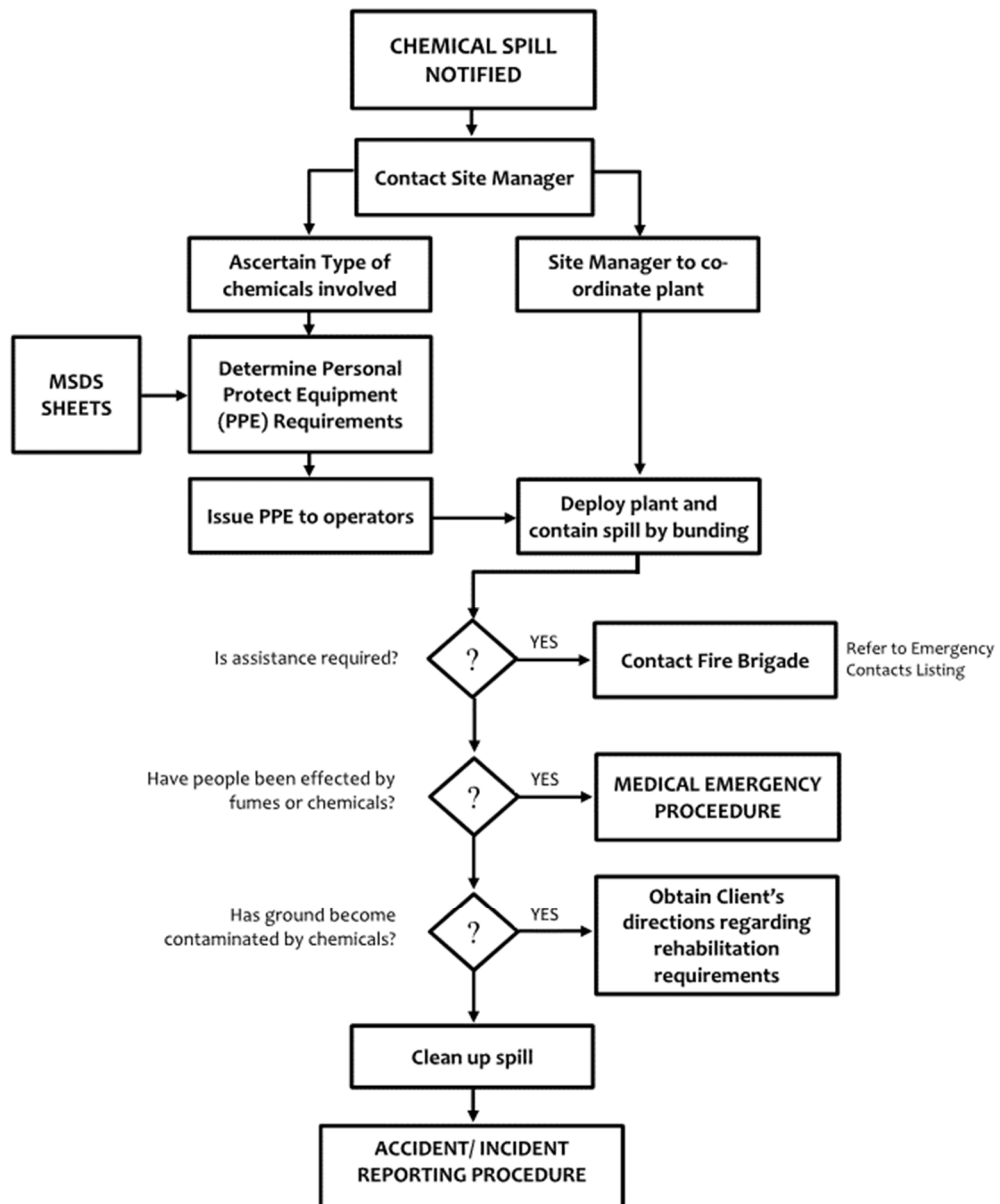 CHEMICAL SPILL
NOTIFIED
Contact Site Manager
Ascertain Type of
chemicals involved
Site Manager to co-
ordinate plant
MSDS
SHEETS
Determine Personal
Protect Equipment
(PPE) Requirements
Issue PPE to operators
Deploy plant and
contain spill by bunding
Is assistance required?
?
YES
Contact Fire Brigade
Refer to Emergency
Contacts Listing
Have people been effected by
fumes or chemicals?
?
YES
MEDICAL EMERGENCY
PROCEEDURE
Has ground become
contaminated by chemicals?
?
YES
Obtain Client’s
directions regarding
rehabilitation
requirements
Clean up spill
ACCIDENT/ INCIDENT
REPORTING PROCEDURE